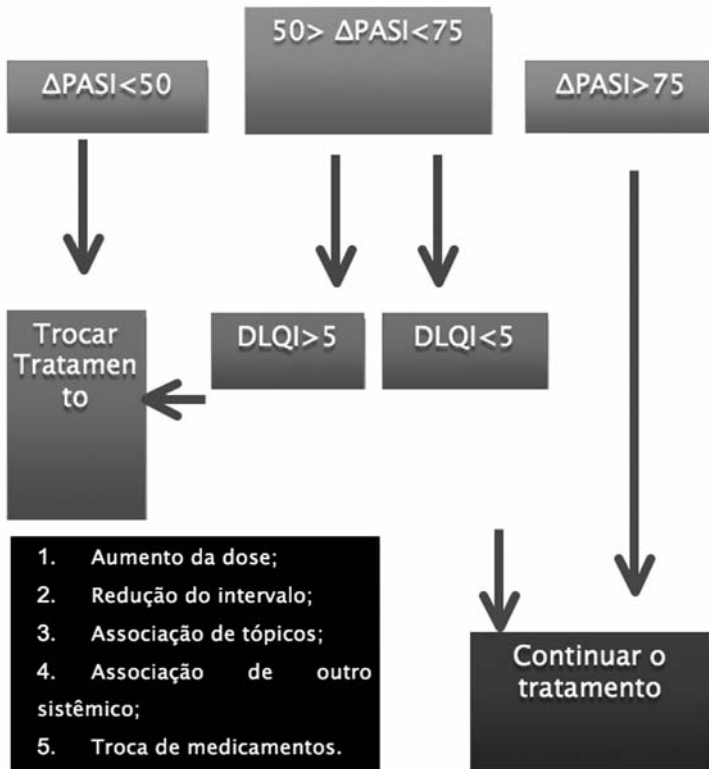 50> ΔPASI<75
ΔPASI<50
ΔPASI>75
Trocar
Tratamen
to
DLQI>5
DLQI<5
1. Aumento da dose;
2. Redução do intervalo;
3. Associação de tópicos;
4. Associação de outro
sistêmico;
5. Troca de medicamentos.
Continuar o
tratamento